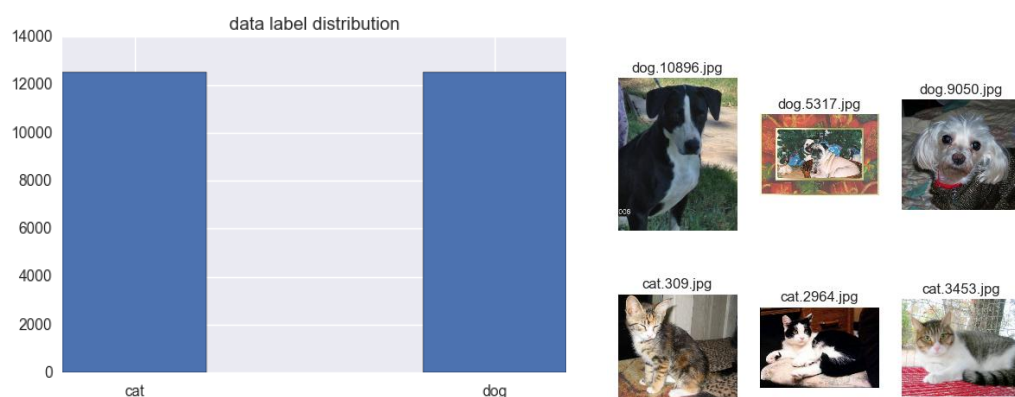 data label distribution
14000
12000
10000
8000
6000
4000
2000
0
cat
dog
dog.10896.jpg
dog.5317.jpg
dog.9050.jpg
008
cat.309.jpg
cat.2964.jpg
cat.3453.jpg